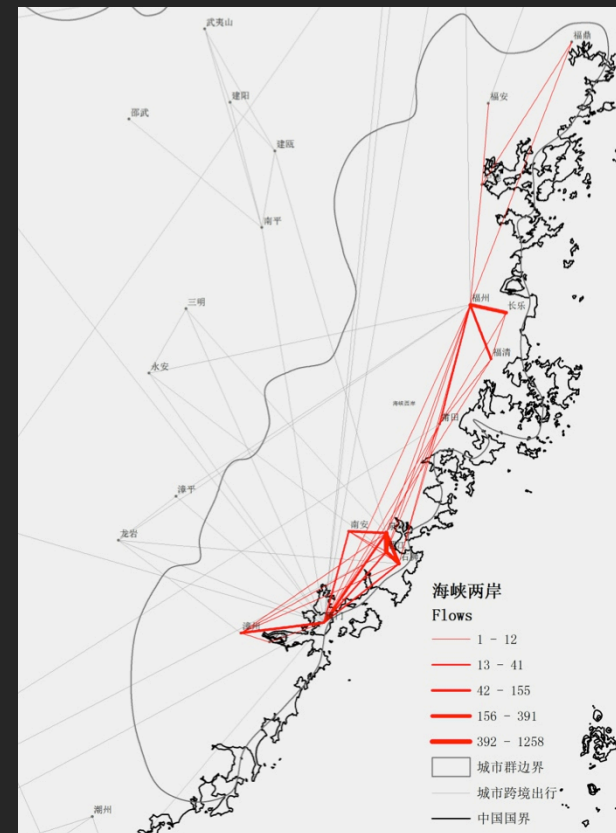 武夷山
福鼎
建阳
福安
邵武
建瓯
南平
福州
长乐
三明
福清
永安
海峡两岸
莆田
漳平
南安
龙岩
漳州
潮州
海峡两岸
Flows
1 - 12
13 - 41
42 - 155
156 - 391
392 - 1258
城市群边界
城市跨境出行
中国国界